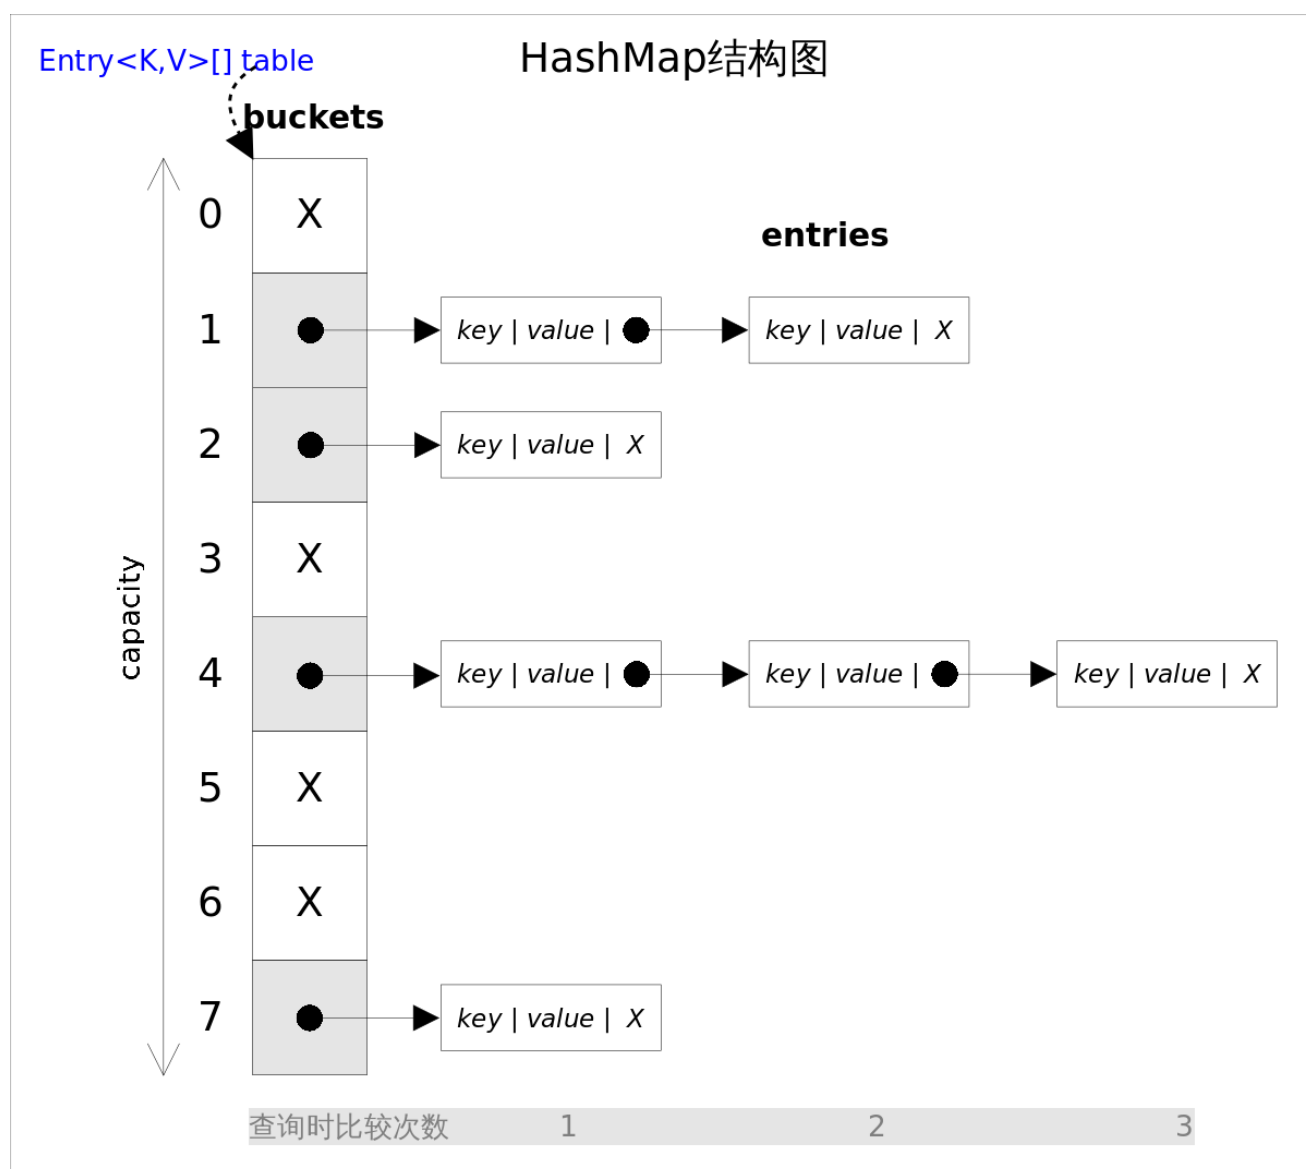 Entry<K,V>[] table
HashMap结构图
buckets
0 X
entries
1 key | value | key | value | X
2 key | value | X
3 X
capacity
4 key | value | key | value | key | value | X
5 X
6 X
7 key | value | X
查询时比较次数 1 2 3